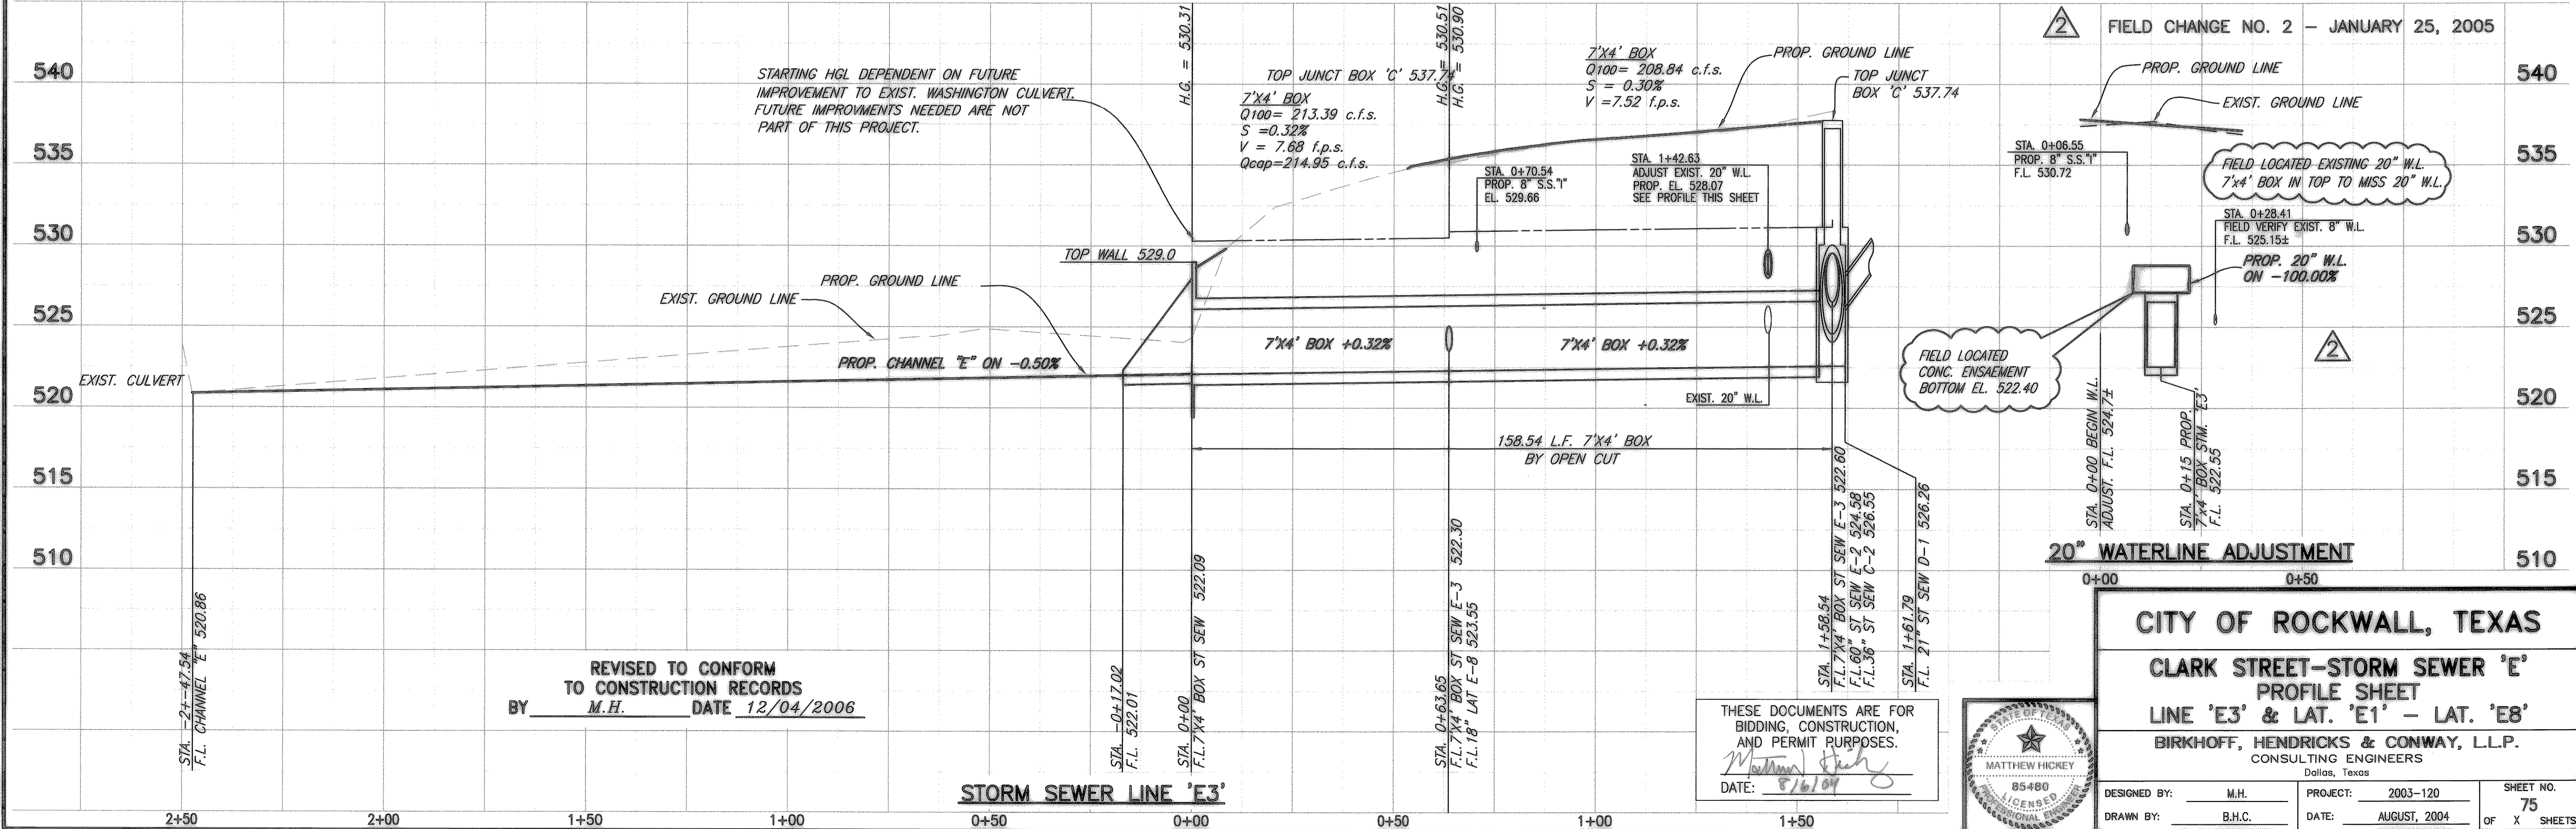 FIELD CHANGE NO. 2 – JANUARY 25, 2005
2
540
535
530
525
520
515
510
STARTING HGL DEPENDENT ON FUTURE
IMPROVEMENT TO EXIST. WASHINGTON CULVERT.
FUTURE IMPROVMENTS NEEDED ARE NOT
PART OF THIS PROJECT.
H.G. = 530.31
TOP JUNCT BOX 'C' 537.74
7'X4' BOX
Q100= 213.39 c.f.s.
S =0.32%
V = 7.68 f.p.s.
Qcap=214.95 c.f.s.
H.G.= 530.51
H.G. = 530.90
7'X4' BOX
Q100= 208.84 c.f.s.
S = 0.30%
V =7.52 f.p.s.
PROP. GROUND LINE
TOP JUNCT
BOX 'C' 537.74
STA. 0+70.54
PROP. 8" S.S."I"
EL. 529.66
STA. 1+42.63
ADJUST EXIST. 20" W.L.
PROP. EL. 528.07
SEE PROFILE THIS SHEET
TOP WALL 529.0
PROP. GROUND LINE
EXIST. GROUND LINE
EXIST. CULVERT
PROP. CHANNEL "E" ON -0.50%
7'X4' BOX +0.32%
7'X4' BOX +0.32%
EXIST. 20" W.L.
158.54 L.F. 7'X4' BOX
BY OPEN CUT
STA. -2+-47.54
F.L. CHANNEL "E" 520.86
STA. -0+17.02
F.L. 522.01
STA. 0+00
F.L.7'X4' BOX ST SEW 522.09
STA. 0+63.65
F.L.7'X4' BOX ST SEW E-3 522.30
F.L.18" LAT E-8 523.55
STA. 1+58.54
F.L.7'X4' BOX ST SEW E-3 522.60
F.L.60" ST SEW E-2 524.58
F.L.36" ST SEW C-2 526.55
STA. 1+61.79
F.L. 21" ST SEW D-1 526.26
REVISED TO CONFORM
TO CONSTRUCTION RECORDS
BY M.H. DATE 12/04/2006
STORM SEWER LINE 'E3'
2+50
2+00
1+50
1+00
0+50
0+00
0+50
1+00
1+50
PROP. GROUND LINE
EXIST. GROUND LINE
540
535
530
525
520
515
510
STA. 0+06.55
PROP. 8" S.S."I"
F.L. 530.72
FIELD LOCATED EXISTING 20" W.L.
7'x4' BOX IN TOP TO MISS 20" W.L.
STA. 0+28.41
FIELD VERIFY EXIST. 8" W.L.
F.L. 525.15±
PROP. 20" W.L.
ON -100.00%
FIELD LOCATED
CONC. ENSAEMENT
BOTTOM EL. 522.40
2
STA. 0+00 BEGIN W.L.
ADJUST. F.L. 524.7±
STA. 0+15 PROP.
7'x4' BOX STM. 'E3'
F.L. 522.55
20" WATERLINE ADJUSTMENT
0+00
0+50
THESE DOCUMENTS ARE FOR
BIDDING, CONSTRUCTION,
AND PERMIT PURPOSES.
Matthew Hickey
DATE: 8/6/04
STATE OF TEXAS
MATTHEW HICKEY
85480
LICENSED
PROFESSIONAL ENGINEER
CITY OF ROCKWALL, TEXAS
CLARK STREET-STORM SEWER 'E'
PROFILE SHEET
LINE 'E3' & LAT. 'E1' - LAT. 'E8'
BIRKHOFF, HENDRICKS & CONWAY, L.L.P.
CONSULTING ENGINEERS
Dallas, Texas
DESIGNED BY: M.H.
DRAWN BY: B.H.C.
PROJECT: 2003-120
DATE: AUGUST, 2004
SHEET NO.
75
OF X SHEETS